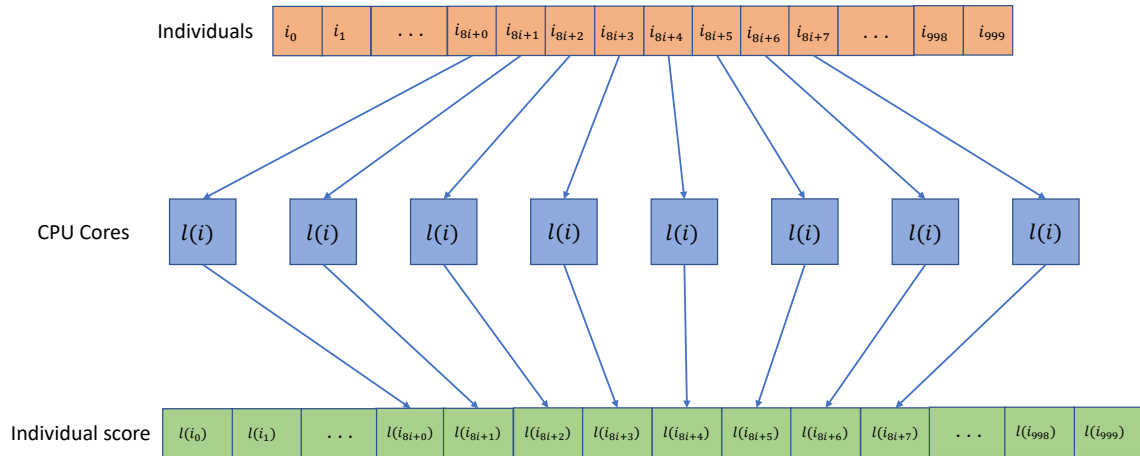 Individuals i₀ i₁ . . . i₈ᵢ₊₀ i₈ᵢ₊₁ i₈ᵢ₊₂ i₈ᵢ₊₃ i₈ᵢ₊₄ i₈ᵢ₊₅ i₈ᵢ₊₆ i₈ᵢ₊₇ . . . i₉₉₈ i₉₉₉
CPU Cores l(i) l(i) l(i) l(i) l(i) l(i) l(i) l(i)
Individual score l(i₀) l(i₁) . . . l(i₈ᵢ₊₀) l(i₈ᵢ₊₁) l(i₈ᵢ₊₂) l(i₈ᵢ₊₃) l(i₈ᵢ₊₄) l(i₈ᵢ₊₅) l(i₈ᵢ₊₆) l(i₈ᵢ₊₇) . . . l(i₉₉₈) l(i₉₉₉)